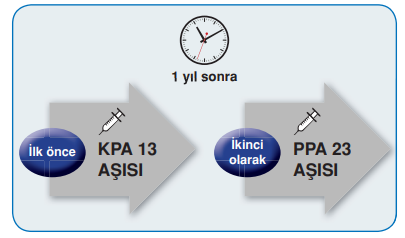 1 yıl sonra
İlk önce
KPA 13
AŞISI
İkinci
olarak
PPA 23
AŞISI